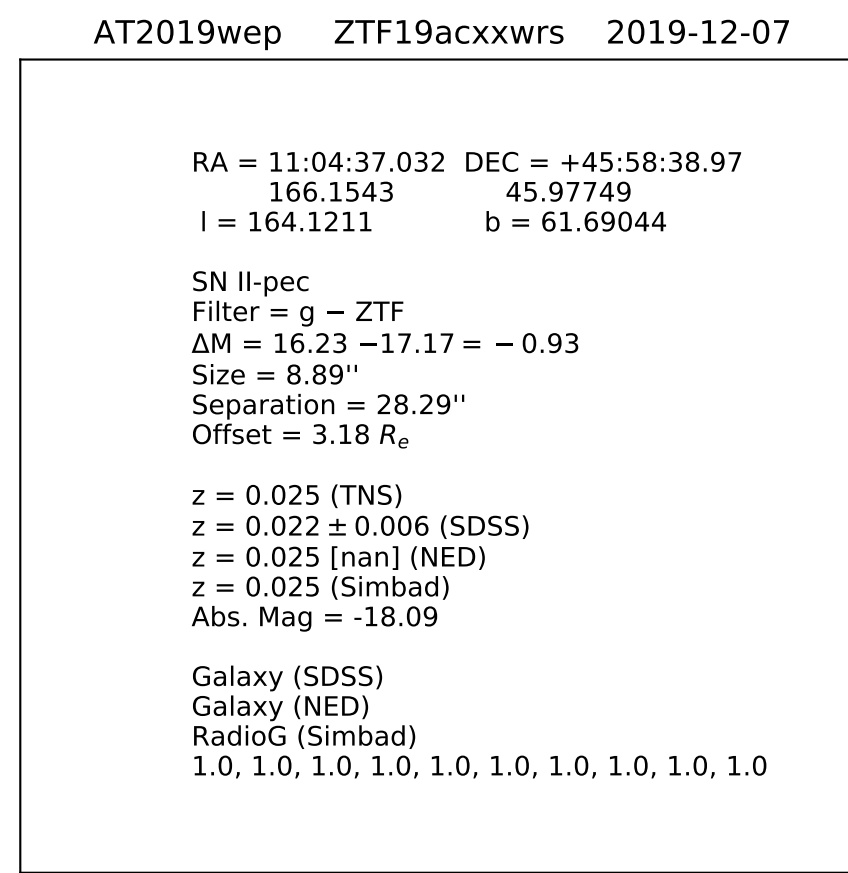 AT2019wep ZTF19acxxwrs 2019-12-07
RA = 11:04:37.032 DEC = +45:58:38.97
166.1543 45.97749
l = 164.1211 b = 61.69044
SN II-pec
Filter = g − ZTF
ΔM = 16.23 −17.17 = − 0.93
Size = 8.89''
Separation = 28.29''
Offset = 3.18 Rₑ
z = 0.025 (TNS)
z = 0.022 ± 0.006 (SDSS)
z = 0.025 [nan] (NED)
z = 0.025 (Simbad)
Abs. Mag = -18.09
Galaxy (SDSS)
Galaxy (NED)
RadioG (Simbad)
1.0, 1.0, 1.0, 1.0, 1.0, 1.0, 1.0, 1.0, 1.0, 1.0